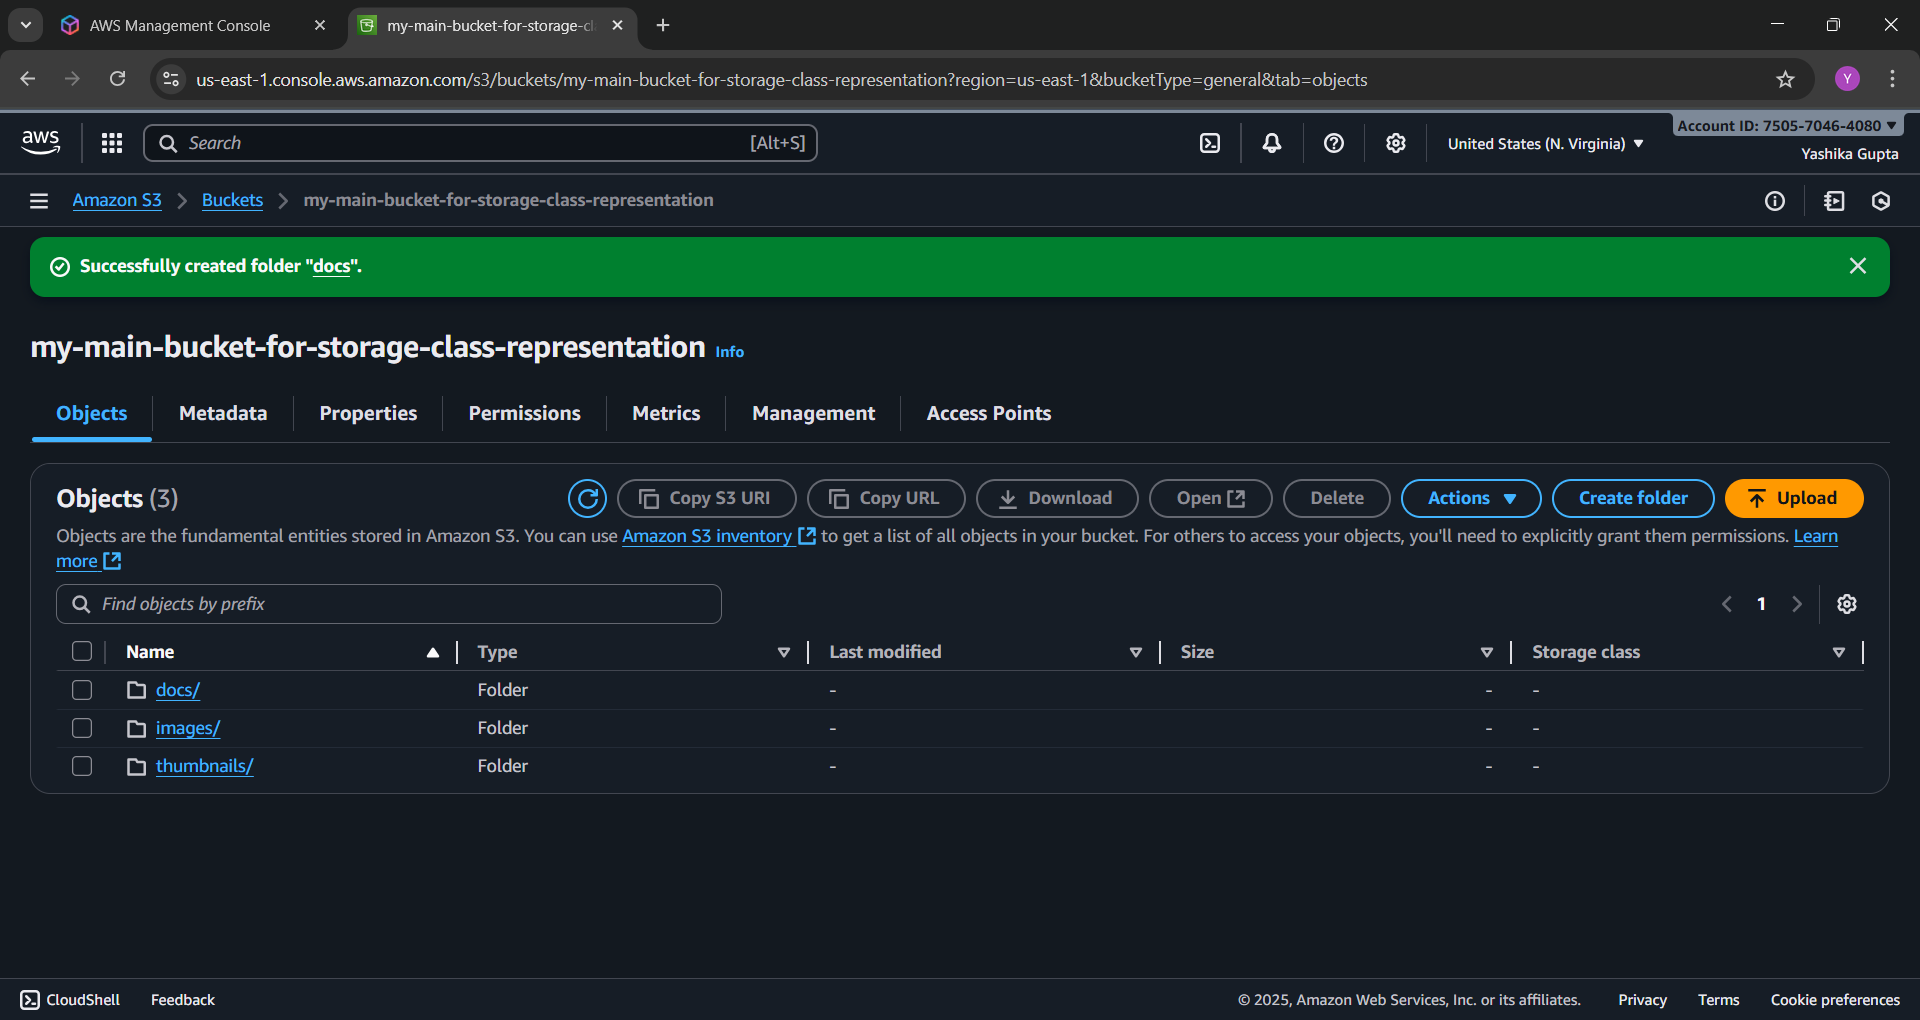 AWS Management Console
my-main-bucket-for-storage-cl
us-east-1.console.aws.amazon.com/s3/buckets/my-main-bucket-for-storage-class-representation?region=us-east-1&bucketType=general&tab=objects
Y
aws
Search
[Alt+S]
United States (N. Virginia)
Account ID: 7505-7046-4080
Yashika Gupta
Amazon S3
Buckets
my-main-bucket-for-storage-class-representation
Successfully created folder "docs".
my-main-bucket-for-storage-class-representation Info
Objects
Metadata
Properties
Permissions
Metrics
Management
Access Points
Objects (3)
Copy S3 URI
Copy URL
Download
Open
Delete
Actions
Create folder
Upload
Objects are the fundamental entities stored in Amazon S3. You can use Amazon S3 inventory to get a list of all objects in your bucket. For others to access your objects, you'll need to explicitly grant them permissions. Learn
more
Find objects by prefix
1
Name Type Last modified Size Storage class
docs/ Folder - - -
images/ Folder - - -
thumbnails/ Folder - - -
CloudShell
Feedback
© 2025, Amazon Web Services, Inc. or its affiliates.
Privacy
Terms
Cookie preferences